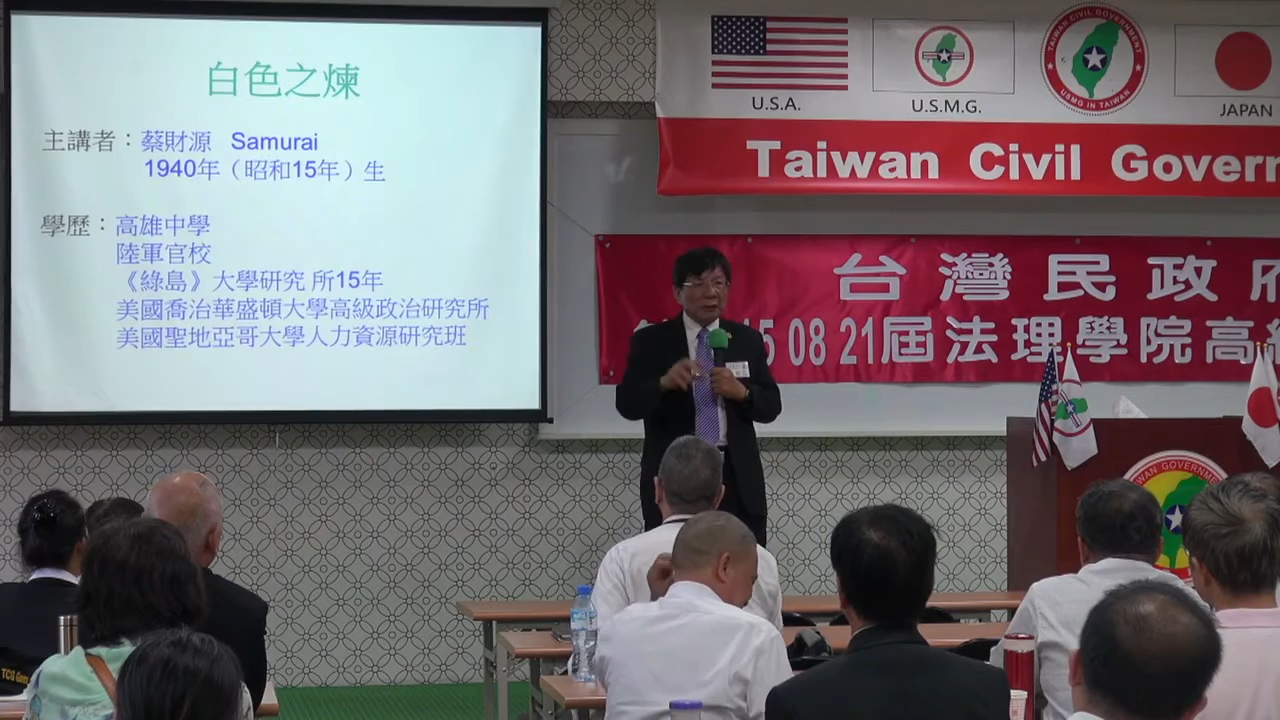 白色之煉
主講者：蔡財源 Samurai
1940年（昭和15年）生
學歷：高雄中學
陸軍官校
《綠島》大學研究 所15年
美國喬治華盛頓大學高級政治研究所
美國聖地亞哥大學人力資源研究班
U.S.A.
U.S.M.G.
TAIWAN CIVIL GOVERNMENT
USMG IN TAIWAN
JAPAN
Taiwan Civil Govern
台灣民政府
5 08 21屆法理學院高級
TAIWAN GOVERNMENT
TCG